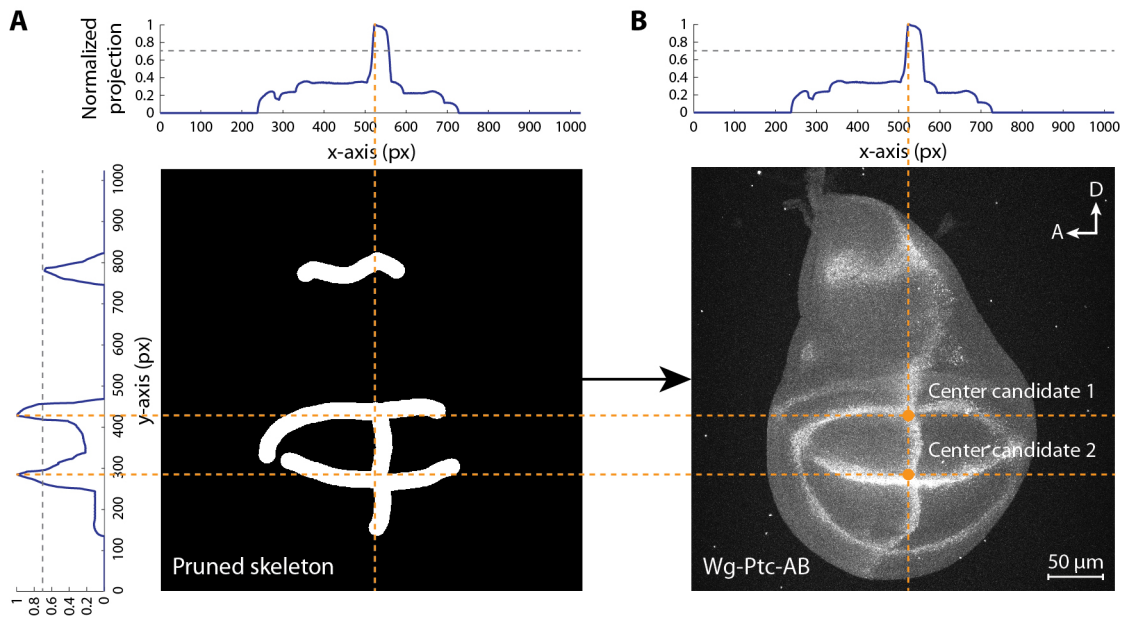 A
B
Normalized
projection
1
0.8
0.6
0.4
0.2
0
0 100 200 300 400 500 600 700 800 900 1000
x-axis (px)
1
0.8
0.6
0.4
0.2
0
0 100 200 300 400 500 600 700 800 900 1000
x-axis (px)
1000
900
800
700
600
500
400
300
200
100
0
y-axis (px)
1 0.8 0.6 0.4 0.2 0
Pruned skeleton
D
A
Center candidate 1
Center candidate 2
Wg-Ptc-AB
50 µm